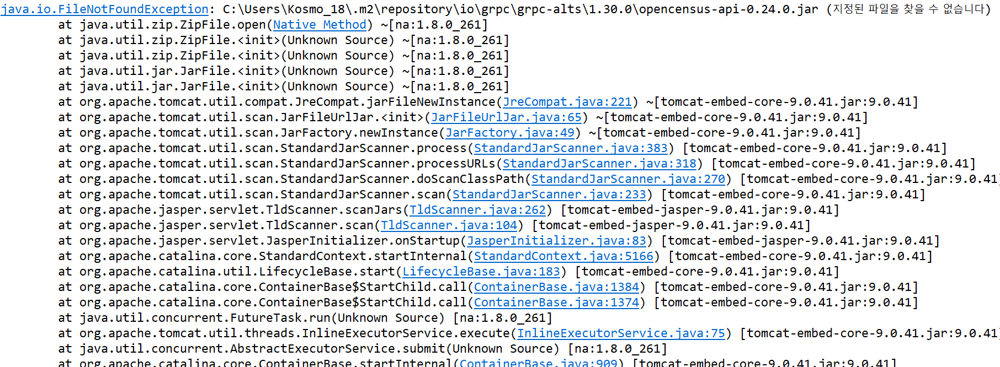 java.io.FileNotFoundException: C:\Users\Kosmo_18\.m2\repository\io\grpc\grpc-alts\1.30.0\opencensus-api-0.24.0.jar (지정된 파일을 찾을 수 없습니다)
at java.util.zip.ZipFile.open(Native Method) ~[na:1.8.0_261]
at java.util.zip.ZipFile.<init>(Unknown Source) ~[na:1.8.0_261]
at java.util.zip.ZipFile.<init>(Unknown Source) ~[na:1.8.0_261]
at java.util.jar.JarFile.<init>(Unknown Source) ~[na:1.8.0_261]
at java.util.jar.JarFile.<init>(Unknown Source) ~[na:1.8.0_261]
at org.apache.tomcat.util.compat.JreCompat.jarFileNewInstance(JreCompat.java:221) ~[tomcat-embed-core-9.0.41.jar:9.0.41]
at org.apache.tomcat.util.scan.JarFileUrlJar.<init>(JarFileUrlJar.java:65) ~[tomcat-embed-core-9.0.41.jar:9.0.41]
at org.apache.tomcat.util.scan.JarFactory.newInstance(JarFactory.java:49) ~[tomcat-embed-core-9.0.41.jar:9.0.41]
at org.apache.tomcat.util.scan.StandardJarScanner.process(StandardJarScanner.java:383) [tomcat-embed-core-9.0.41.jar:9.0.41]
at org.apache.tomcat.util.scan.StandardJarScanner.processURLs(StandardJarScanner.java:318) [tomcat-embed-core-9.0.41.jar:9.0.41]
at org.apache.tomcat.util.scan.StandardJarScanner.doScanClassPath(StandardJarScanner.java:270) [tomcat-embed-core-9.0.41.jar:9.0.41]
at org.apache.tomcat.util.scan.StandardJarScanner.scan(StandardJarScanner.java:233) [tomcat-embed-core-9.0.41.jar:9.0.41]
at org.apache.jasper.servlet.TldScanner.scanJars(TldScanner.java:262) [tomcat-embed-jasper-9.0.41.jar:9.0.41]
at org.apache.jasper.servlet.TldScanner.scan(TldScanner.java:104) [tomcat-embed-jasper-9.0.41.jar:9.0.41]
at org.apache.jasper.servlet.JasperInitializer.onStartup(JasperInitializer.java:83) [tomcat-embed-jasper-9.0.41.jar:9.0.41]
at org.apache.catalina.core.StandardContext.startInternal(StandardContext.java:5166) [tomcat-embed-core-9.0.41.jar:9.0.41]
at org.apache.catalina.util.LifecycleBase.start(LifecycleBase.java:183) [tomcat-embed-core-9.0.41.jar:9.0.41]
at org.apache.catalina.core.ContainerBase$StartChild.call(ContainerBase.java:1384) [tomcat-embed-core-9.0.41.jar:9.0.41]
at org.apache.catalina.core.ContainerBase$StartChild.call(ContainerBase.java:1374) [tomcat-embed-core-9.0.41.jar:9.0.41]
at java.util.concurrent.FutureTask.run(Unknown Source) [na:1.8.0_261]
at org.apache.tomcat.util.threads.InlineExecutorService.execute(InlineExecutorService.java:75) [tomcat-embed-core-9.0.41.jar:9.0.41]
at java.util.concurrent.AbstractExecutorService.submit(Unknown Source) [na:1.8.0_261]
at org.apache.catalina.core.ContainerBase.startInternal(ContainerBase.java:909) [tomcat-embed-core-9.0.41.jar:9.0.41]